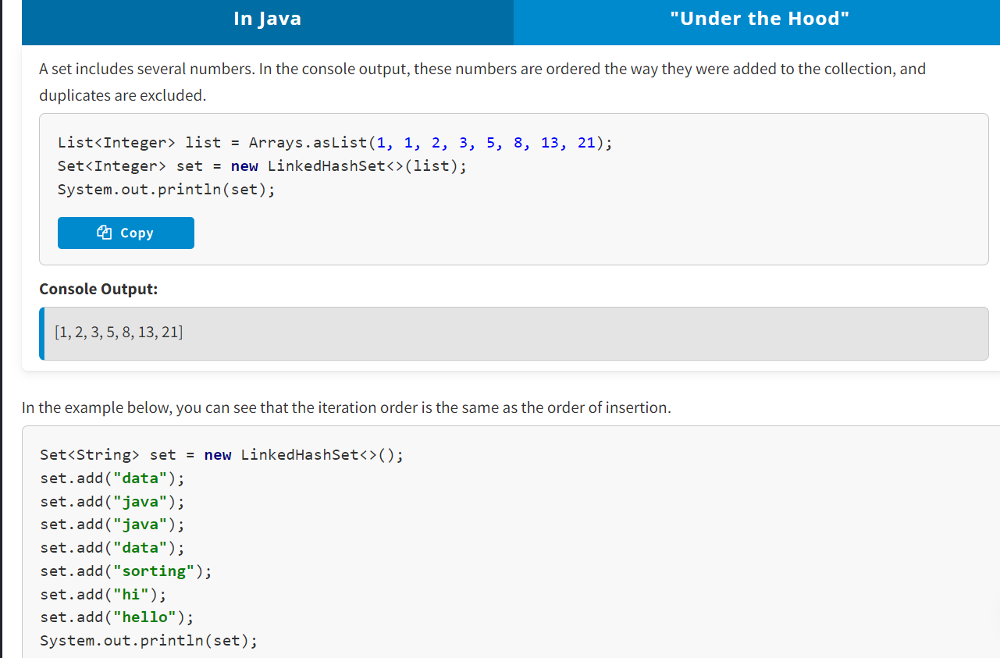 In Java
"Under the Hood"
A set includes several numbers. In the console output, these numbers are ordered the way they were added to the collection, and
duplicates are excluded.
List<Integer> list = Arrays.asList(1, 1, 2, 3, 5, 8, 13, 21);
Set<Integer> set = new LinkedHashSet<>(list);
System.out.println(set);
Copy
Console Output:
[1, 2, 3, 5, 8, 13, 21]
In the example below, you can see that the iteration order is the same as the order of insertion.
Set<String> set = new LinkedHashSet<>();
set.add("data");
set.add("java");
set.add("java");
set.add("data");
set.add("sorting");
set.add("hi");
set.add("hello");
System.out.println(set);